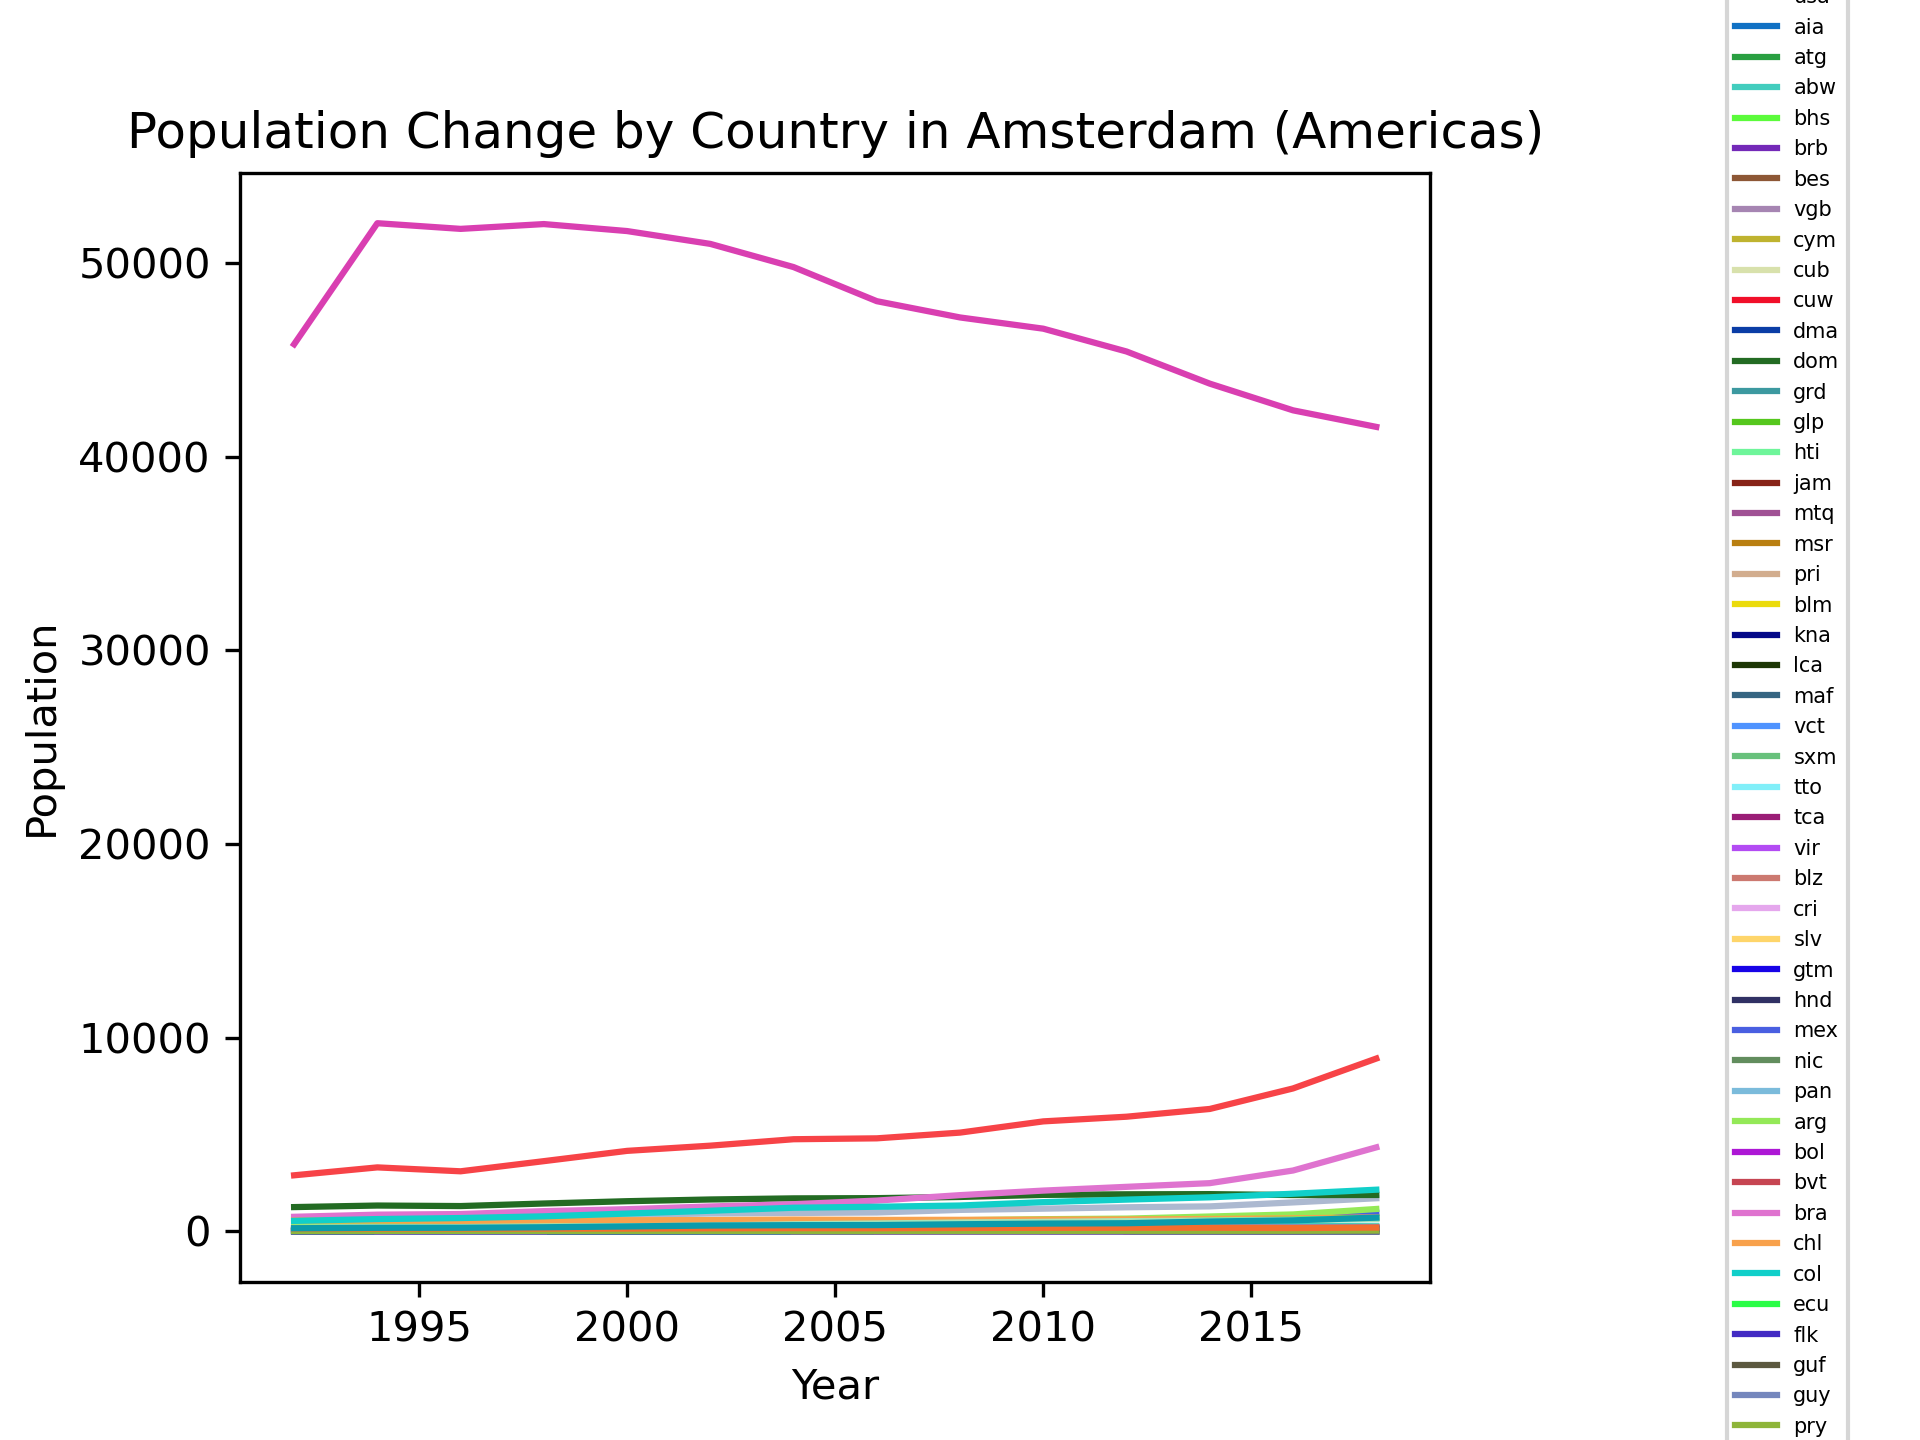 Population Change by Country in Amsterdam (Americas)
50000
40000
30000
20000
10000
0
Population
1995 2000 2005 2010 2015
Year
aia
atg
abw
bhs
brb
bes
vgb
cym
cub
cuw
dma
dom
grd
glp
hti
jam
mtq
msr
pri
blm
kna
lca
maf
vct
sxm
tto
tca
vir
blz
cri
slv
gtm
hnd
mex
nic
pan
arg
bol
bvt
bra
chl
col
ecu
flk
guf
guy
pry